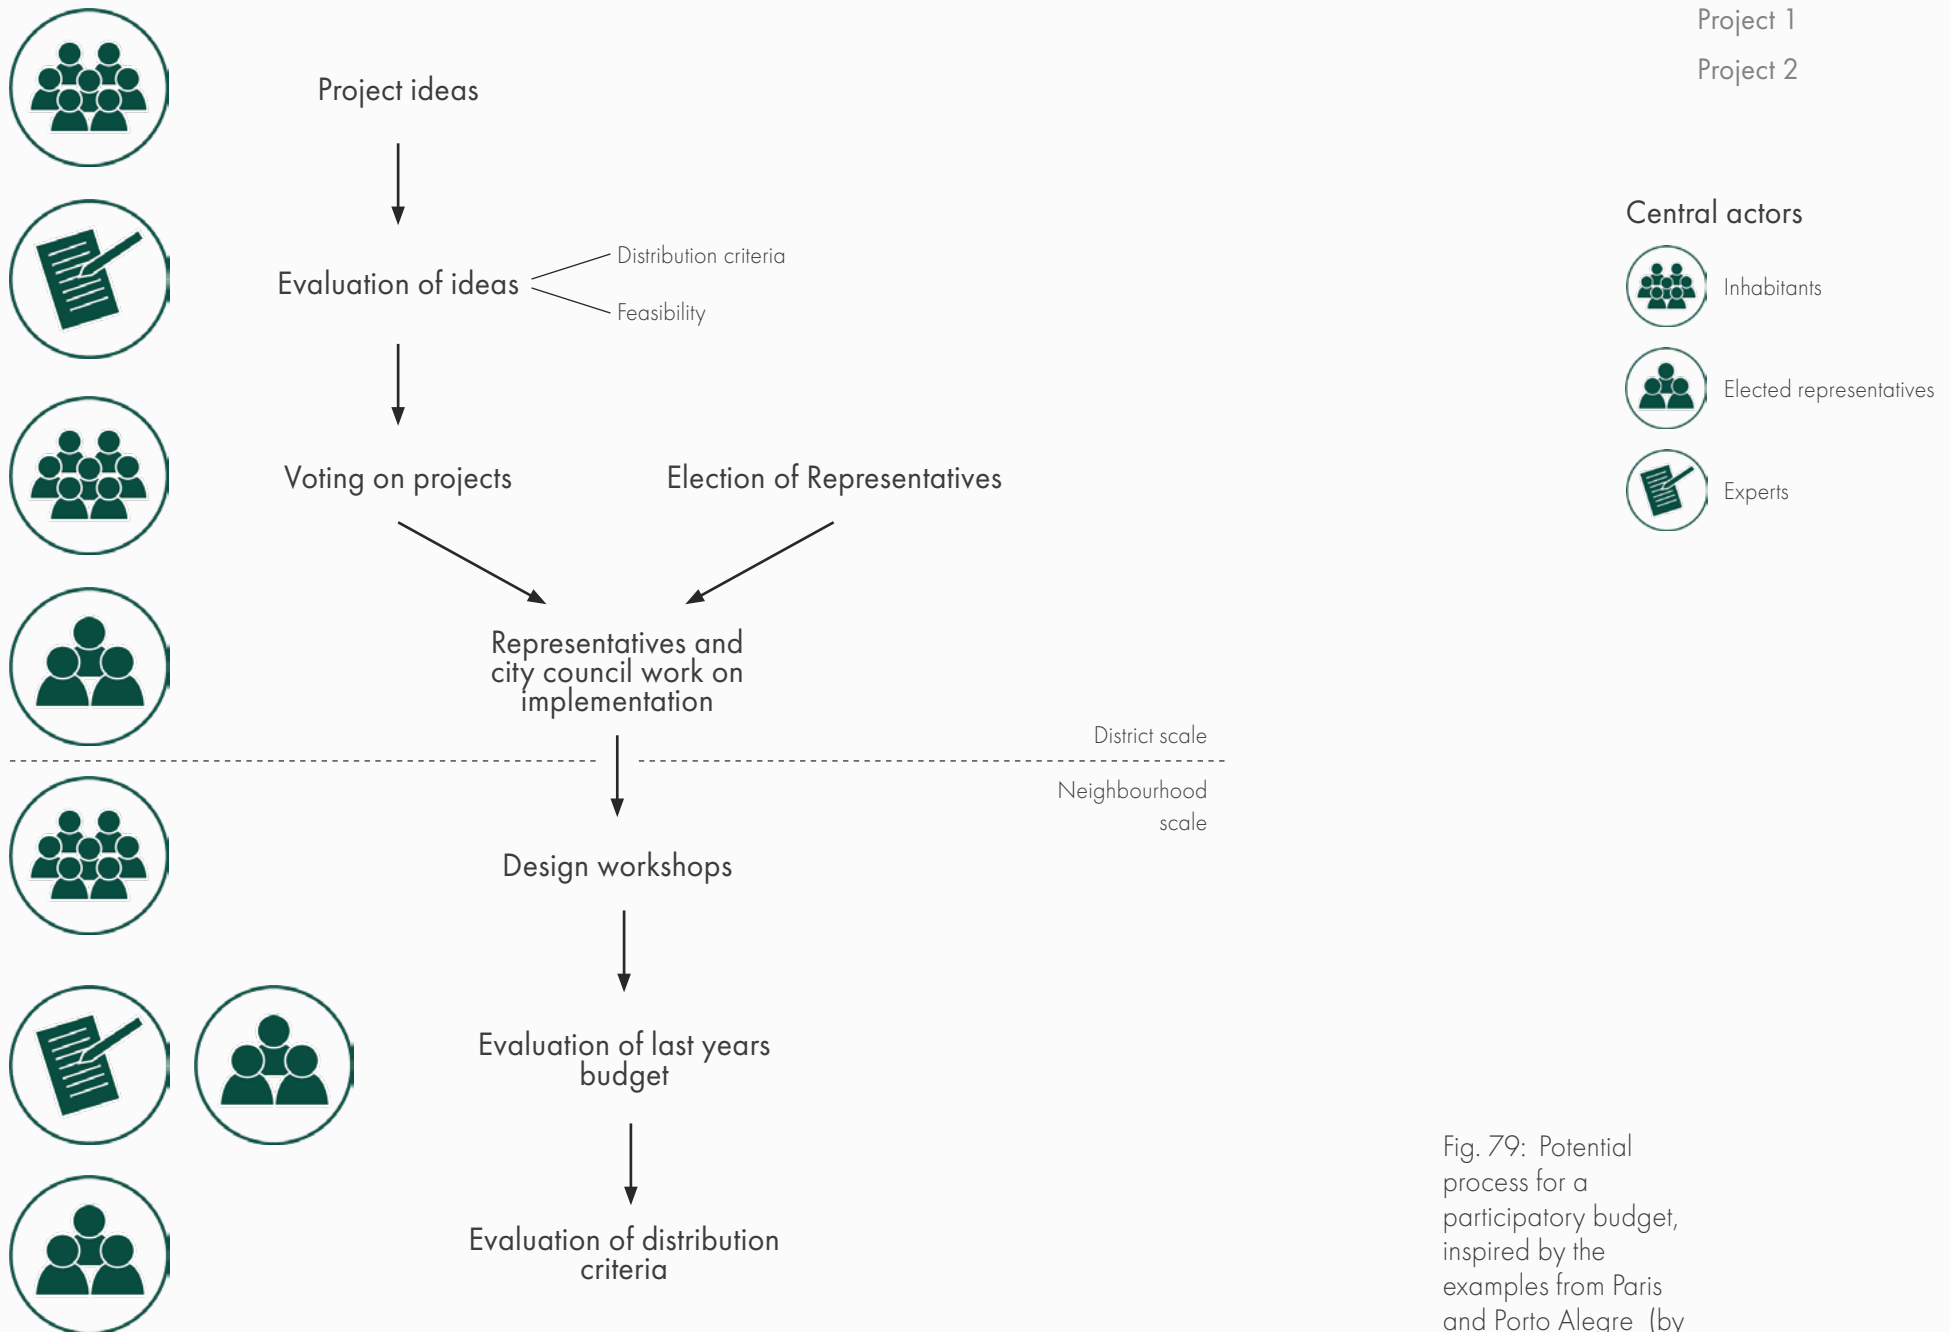 Project 1
Project 2
Project ideas
Evaluation of ideas
Distribution criteria
Feasibility
Voting on projects
Election of Representatives
Representatives and
city council work on
implementation
District scale
Neighbourhood
scale
Design workshops
Evaluation of last years
budget
Evaluation of distribution
criteria
Central actors
Inhabitants
Elected representatives
Experts
Fig. 79: Potential
process for a
participatory budget,
inspired by the
examples from Paris
and Porto Alegre (by